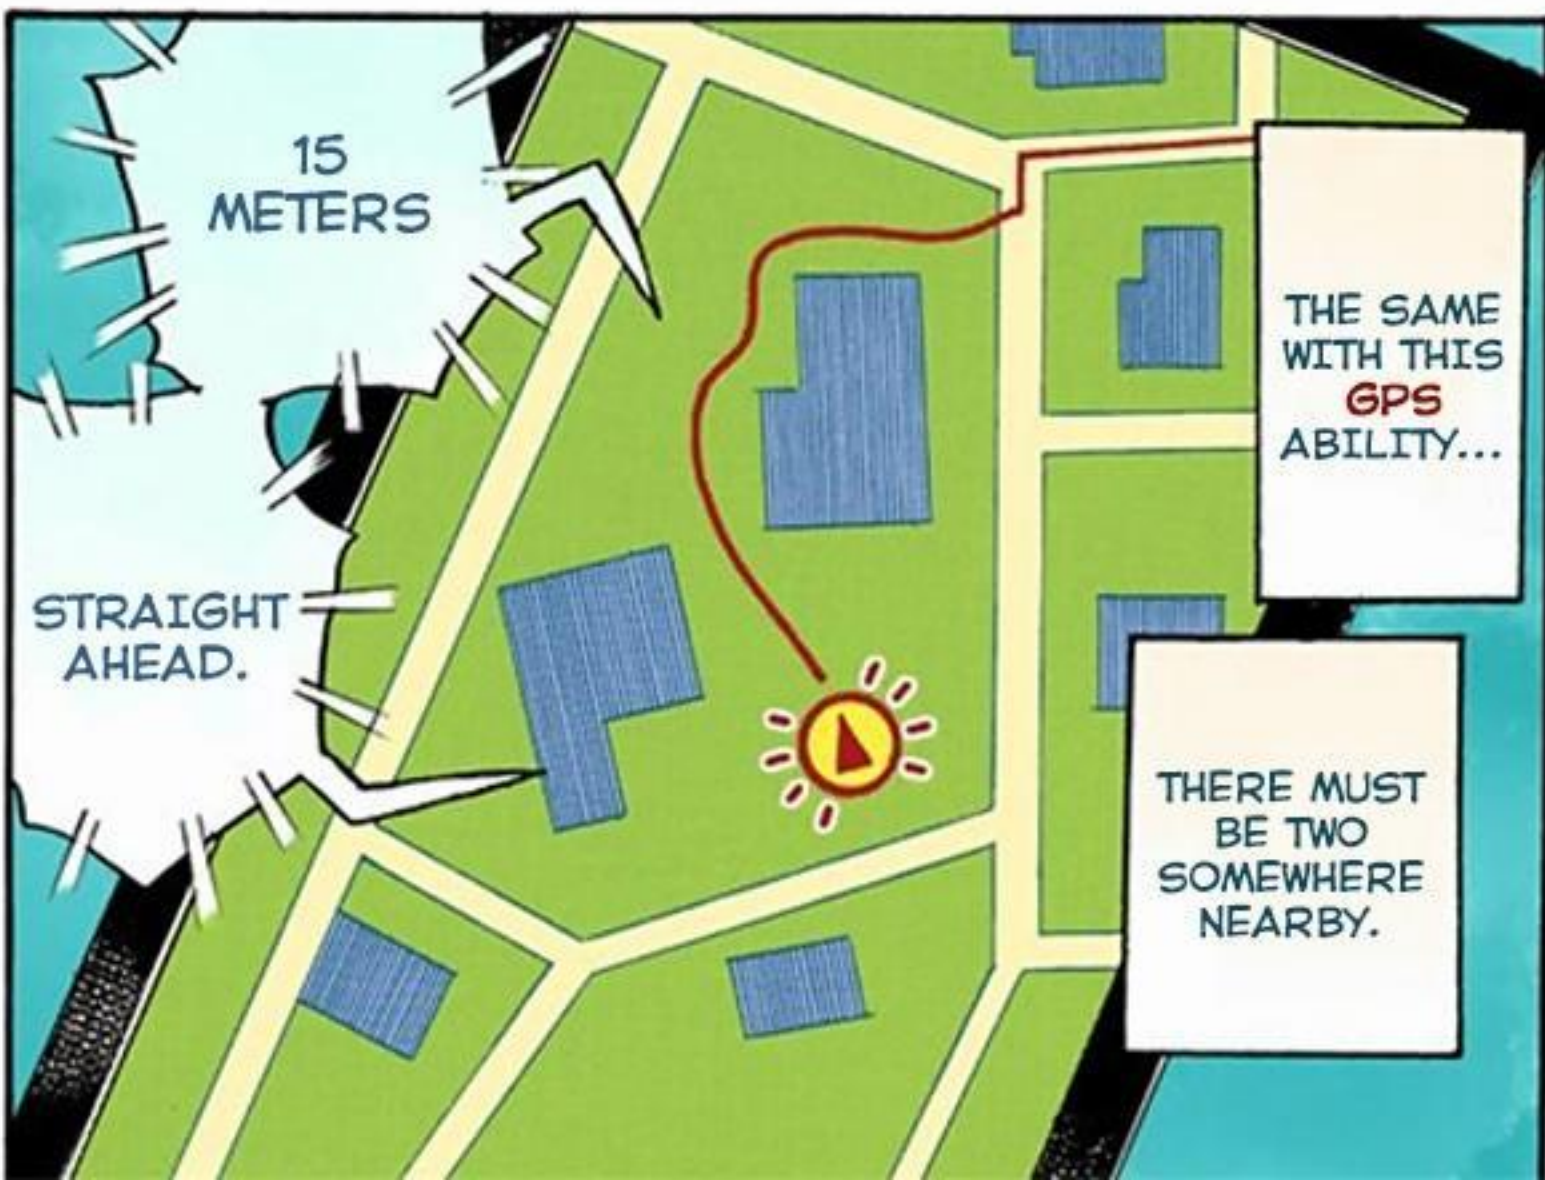 THE SAME
WITH THIS
GPS
ABILITY...
THERE MUST
BE TWO
SOMEWHERE
NEARBY.
15
METERS
STRAIGHT
AHEAD.